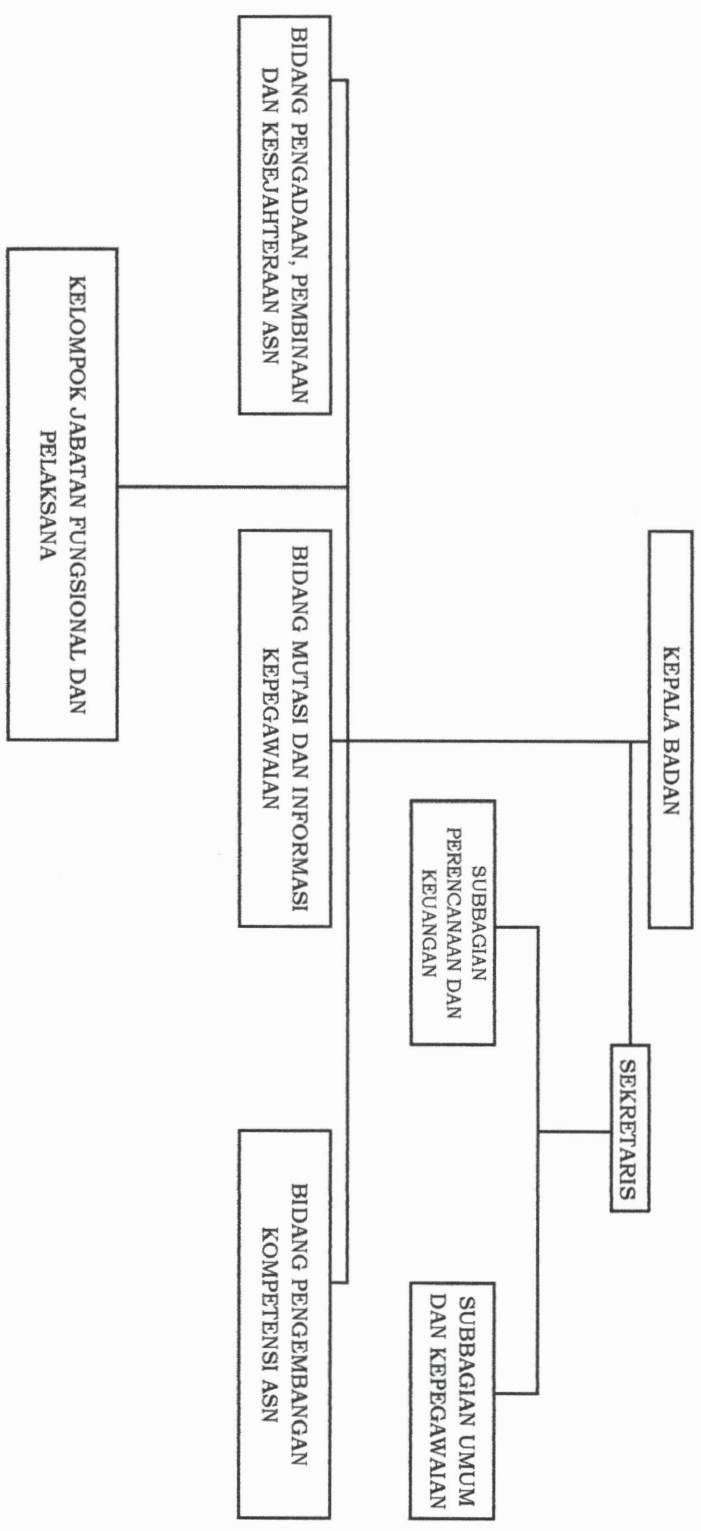 KEPALA BADAN
SEKRETARIS
SUBBAGIAN
PERENCANAAN DAN
KEUANGAN
SUBBAGIAN UMUM
DAN KEPEGAWAIAN
BIDANG PENGADAAN, PEMBINAAN
DAN KESEJAHTERAAN ASN
BIDANG MUTASI DAN INFORMASI
KEPEGAWAIAN
BIDANG PENGEMBANGAN
KOMPETENSI ASN
KELOMPOK JABATAN FUNGSIONAL DAN
PELAKSANA